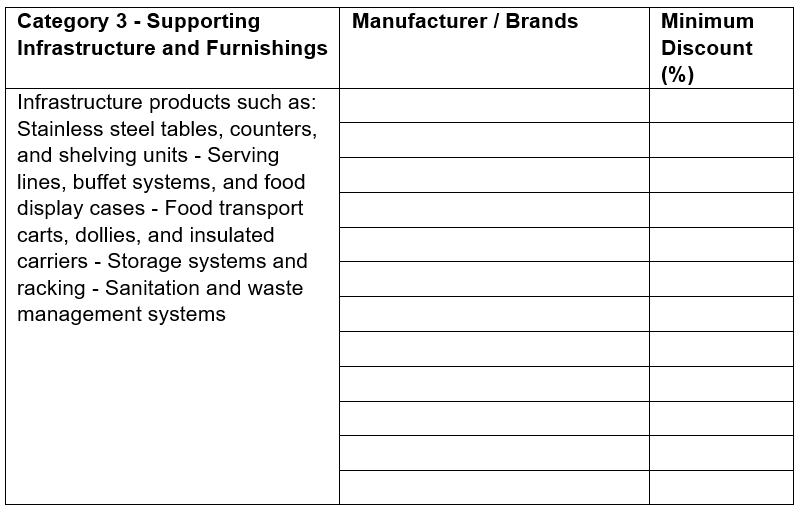 Category 3 - Supporting
Infrastructure and Furnishings
Manufacturer / Brands
Minimum
Discount
(%)
Infrastructure products such as:
Stainless steel tables, counters,
and shelving units - Serving
lines, buffet systems, and food
display cases - Food transport
carts, dollies, and insulated
carriers - Storage systems and
racking - Sanitation and waste
management systems